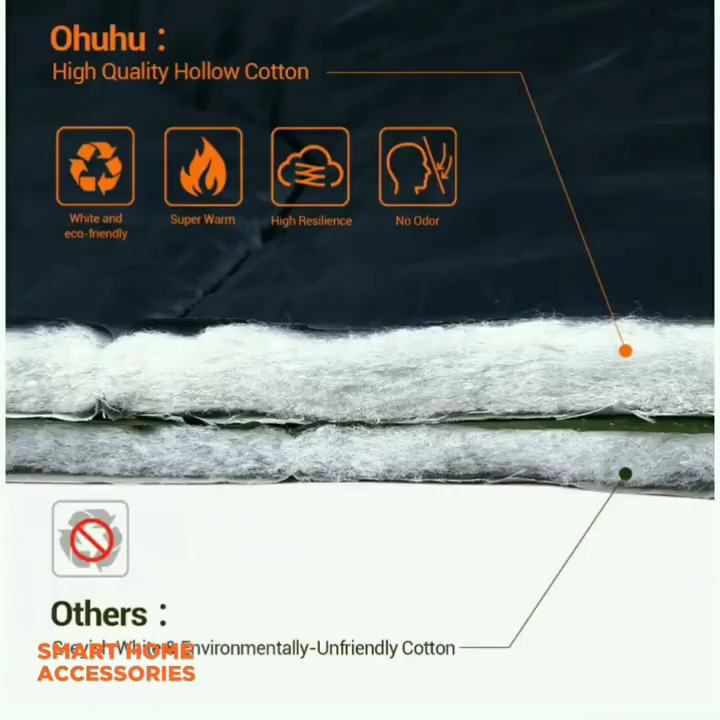 Ohuhu :
High Quality Hollow Cotton
White and
eco-friendly
Super Warm
High Resilience
No Odor
Others :
Environmentally-Unfriendly Cotton
SMART HOME
ACCESSORIES